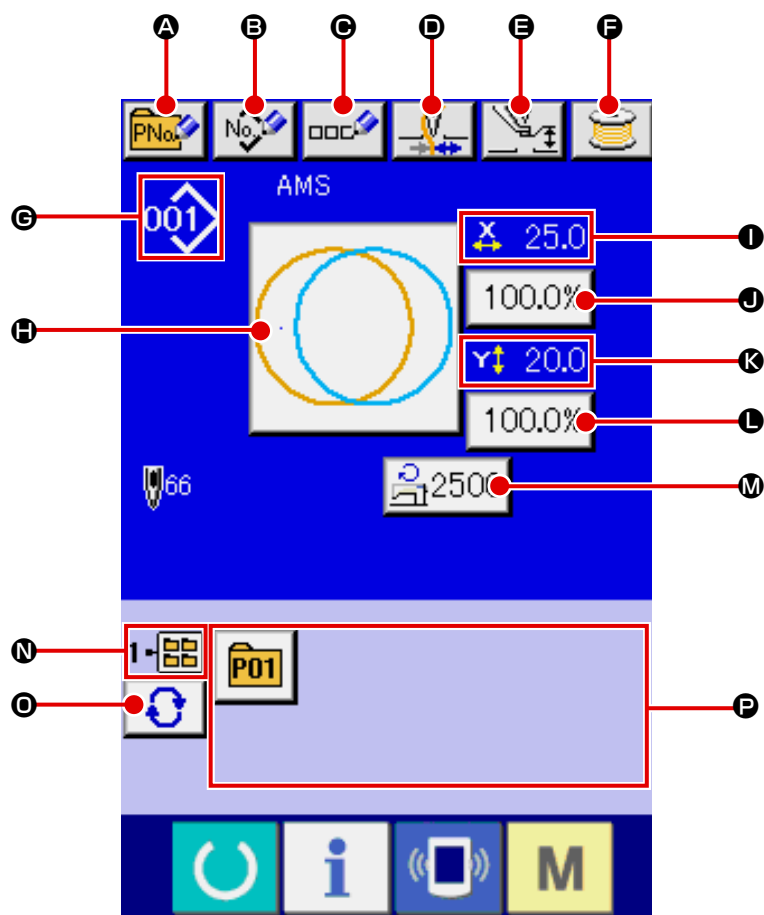 A B C D E F
PNo. No.
AMS
G 001
X 25.0 I
100.0% J
H
Y 20.0 K
100.0% L
66
2500 M
N 1
P01
O
P
i M